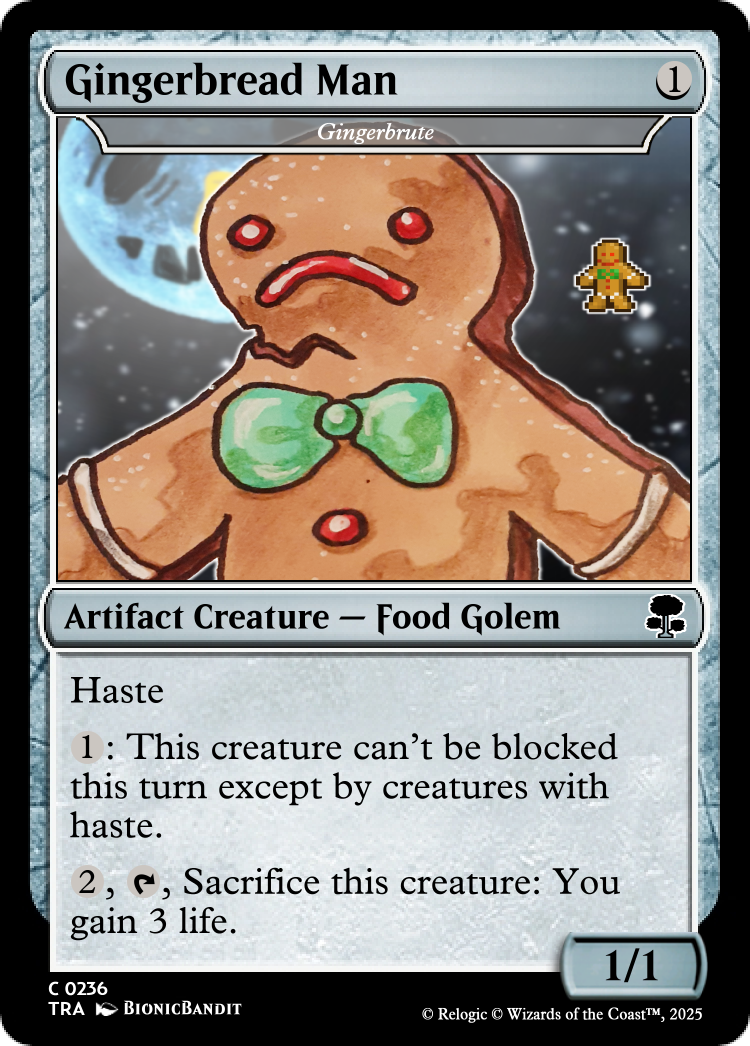 Gingerbread Man 1
Gingerbrute
Artifact Creature — Food Golem
Haste
1: This creature can't be blocked
this turn except by creatures with
haste.
2, , Sacrifice this creature: You
gain 3 life.
1/1
C 0236
TRA BionicBandit
© Relogic © Wizards of the Coast™, 2025